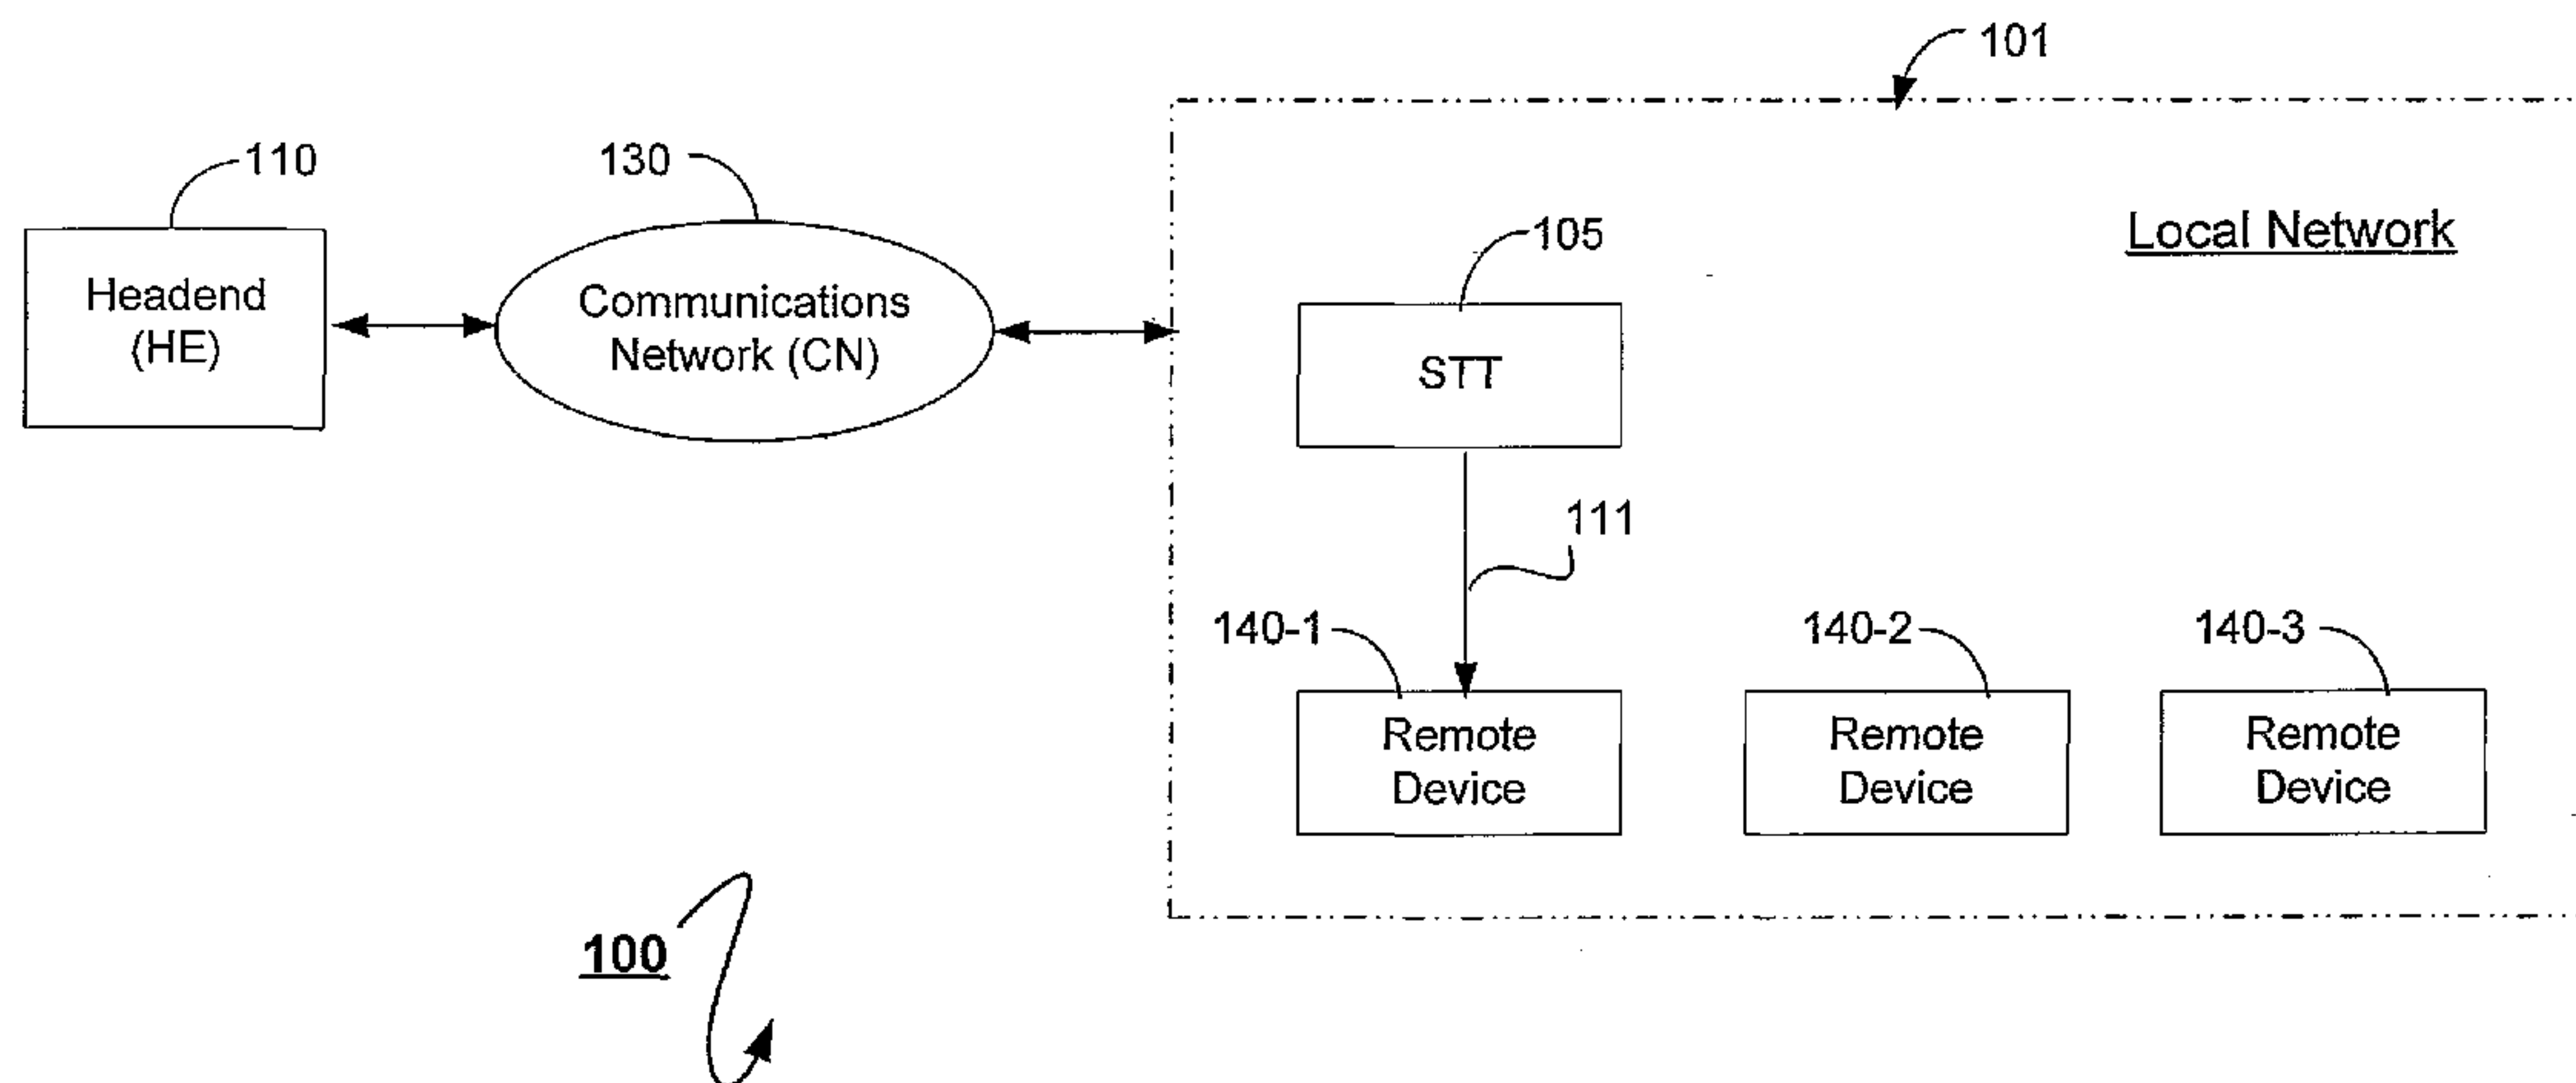 101
110
130
105
Local Network
Headend
(HE)
Communications
Network (CN)
STT
111
140-1
140-2
140-3
Remote
Device
Remote
Device
Remote
Device
100